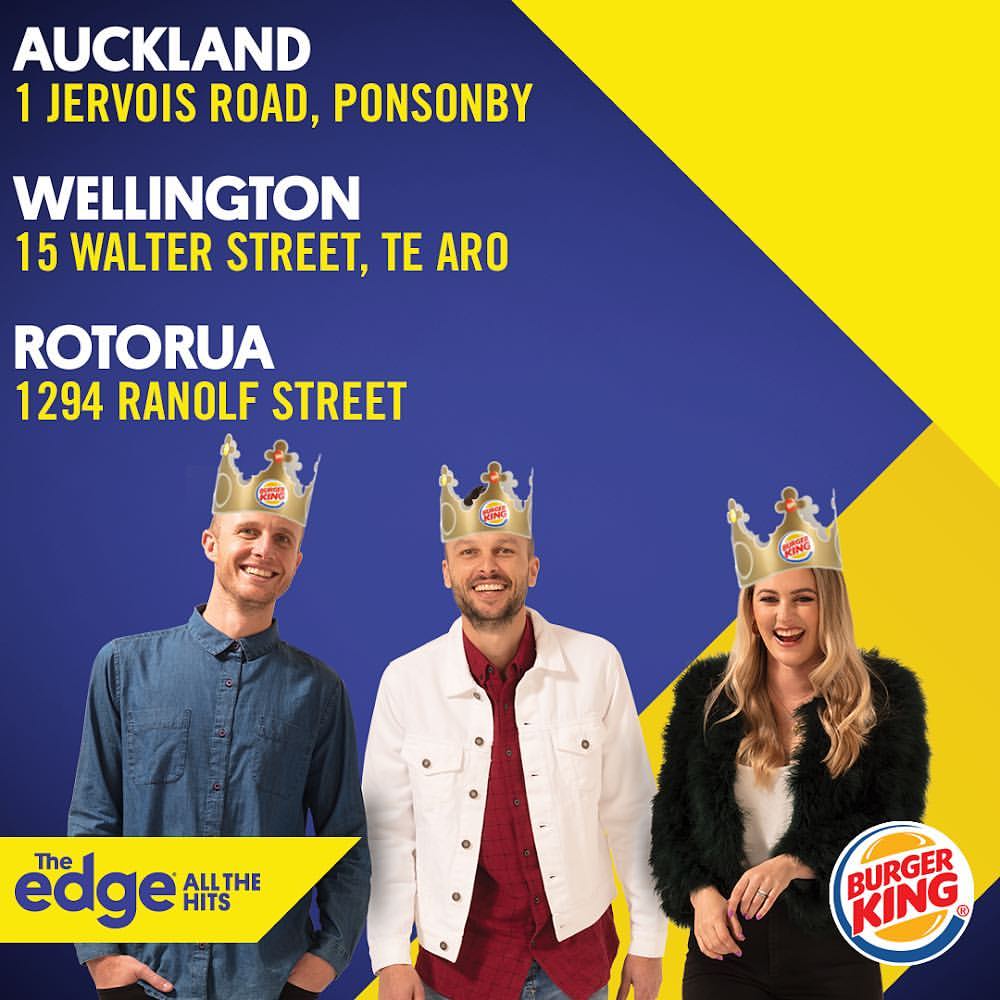 AUCKLAND
1 JERVOIS ROAD, PONSONBY
WELLINGTON
15 WALTER STREET, TE ARO
ROTORUA
1294 RANOLF STREET
BURGER
KING
BURGER
KING
BURGER
KING
The
edge ALL THE
HITS
BURGER
KING®